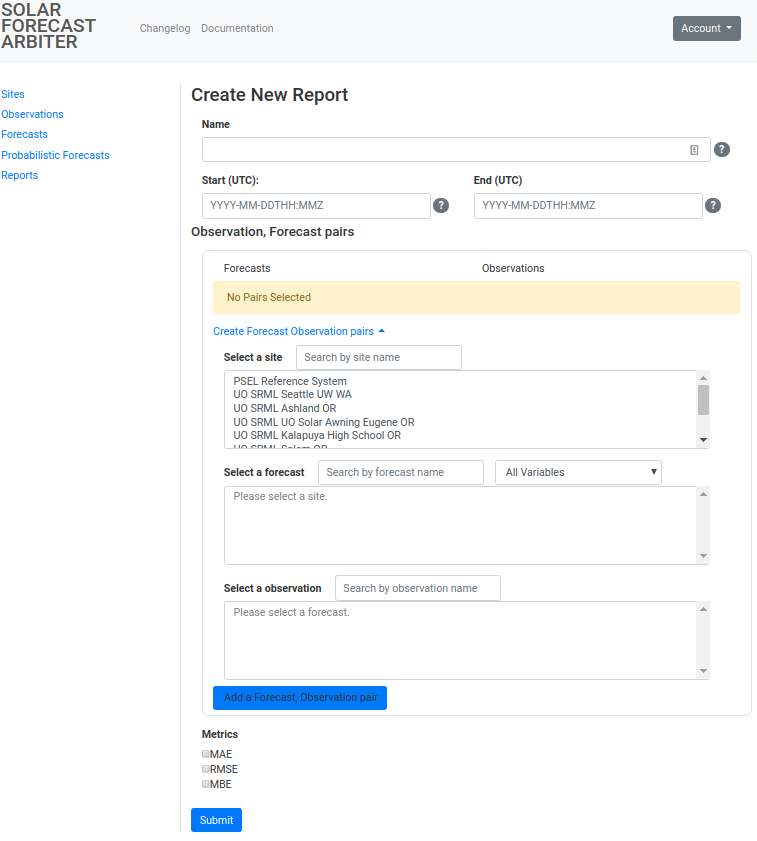 SOLAR
FORECAST
ARBITER
Changelog Documentation
Account
Sites
Observations
Forecasts
Probabilistic Forecasts
Reports
Create New Report
Name
?
Start (UTC): End (UTC)
YYYY-MM-DDTHH:MMZ ? YYYY-MM-DDTHH:MMZ ?
Observation, Forecast pairs
Forecasts Observations
No Pairs Selected
Create Forecast Observation pairs
Select a site Search by site name
PSEL Reference System
UO SRML Seattle UW WA
UO SRML Ashland OR
UO SRML UO Solar Awning Eugene OR
UO SRML Kalapuya High School OR
UO SRML Salem OR
Select a forecast Search by forecast name All Variables
Please select a site.
Select a observation Search by observation name
Please select a forecast.
Add a Forecast, Observation pair
Metrics
MAE
RMSE
MBE
Submit